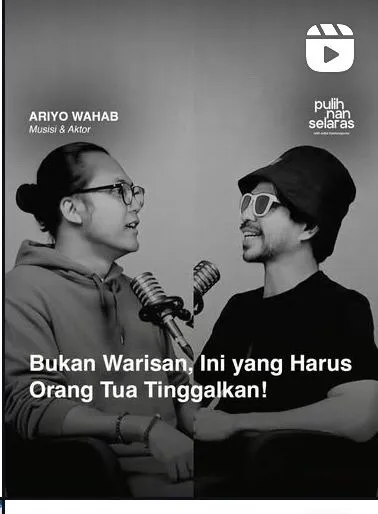 ARIYO WAHAB
Musisi & Aktor
pulih
nan
selaras
Bukan Warisan, Ini yang Harus
Orang Tua Tinggalkan!